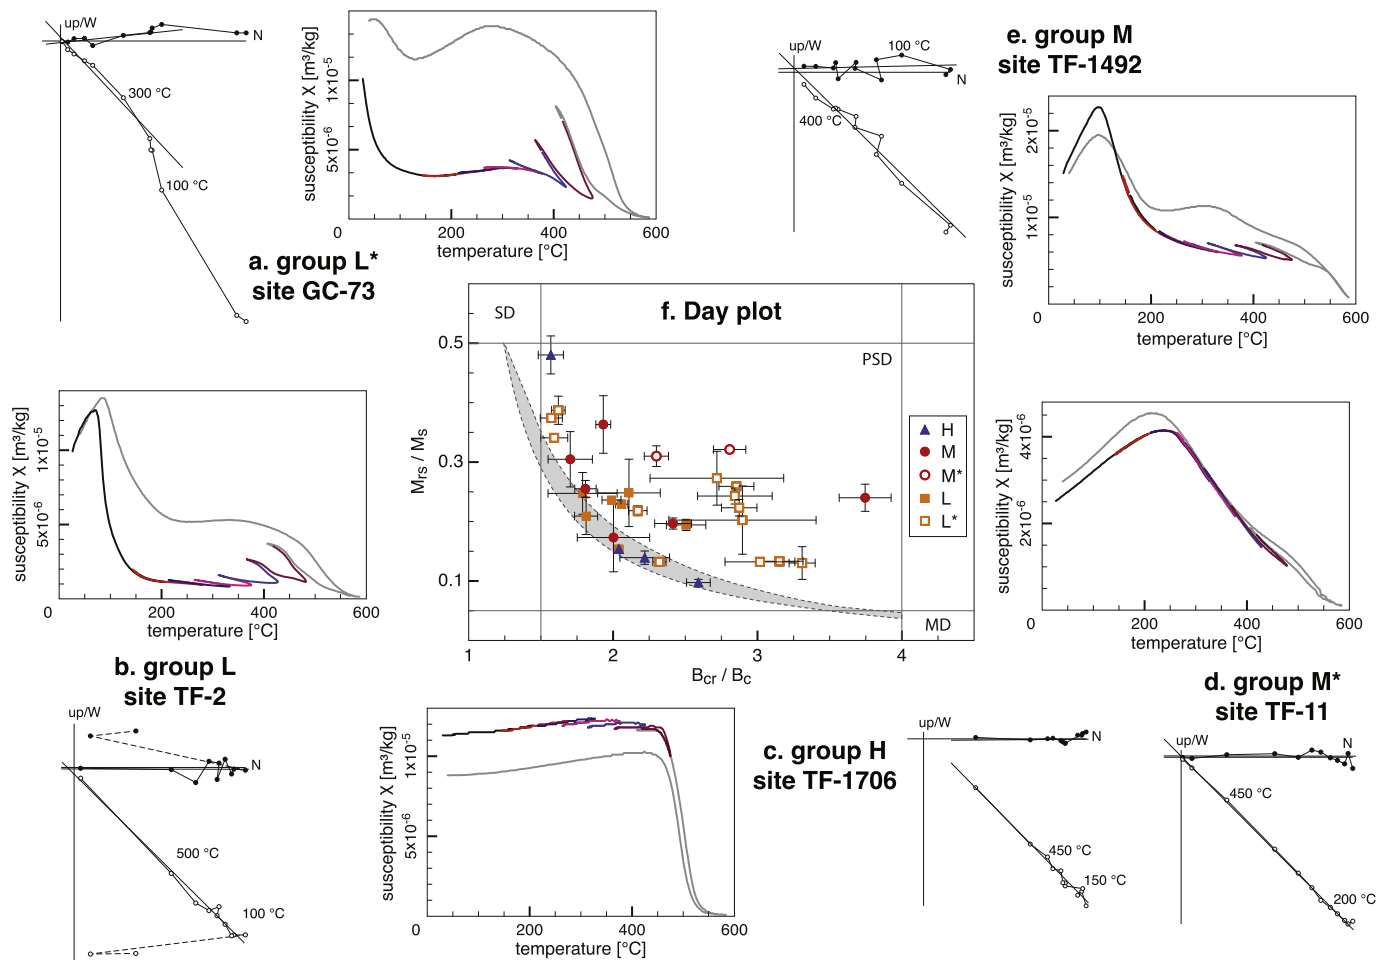 up/W
N
300 °C
100 °C
a. group L*
site GC-73
susceptibility X [m³/kg]
1x10-5
5x10-6
0
200
400
600
temperature [°C]
up/W
100 °C
N
400 °C
e. group M
site TF-1492
susceptibility X [m³/kg]
2x10-5
1x10-5
0
200
400
600
temperature [°C]
susceptibility X [m³/kg]
1x10-5
5x10-6
0
200
400
600
temperature [°C]
b. group L
site TF-2
up/W
N
500 °C
100 °C
f. Day plot
SD
PSD
MD
0.5
0.3
0.1
Mrs / Ms
1
2
3
4
Bcr / Bc
H
M
M*
L
L*
susceptibility X [m³/kg]
4x10-6
2x10-6
0
200
400
600
temperature [°C]
d. group M*
site TF-11
up/W
N
450 °C
200 °C
susceptibility X [m³/kg]
1x10-5
5x10-6
0
200
400
600
temperature [°C]
c. group H
site TF-1706
up/W
N
450 °C
150 °C